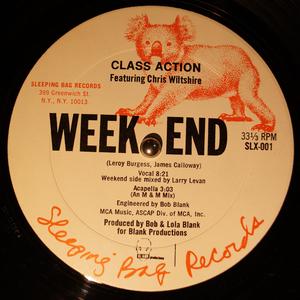 CLASS ACTION
Featuring Chris Wiltshire
SLEEPING BAG RECORDS
389 Greenwich St.
N.Y., N.Y. 10013
WEEK END
33⅓ RPM
SLX-001
(Leroy Burgess, James Calloway)
Vocal 8:21
Weekend side mixed by Larry Levan
Acapella 3:03
(An M & M Mix)
Engineered by Bob Blank
MCA Music, ASCAP Div. of MCA, Inc.
Produced by Bob & Lola Blank
for Blank Productions
Sleeping Bag Records